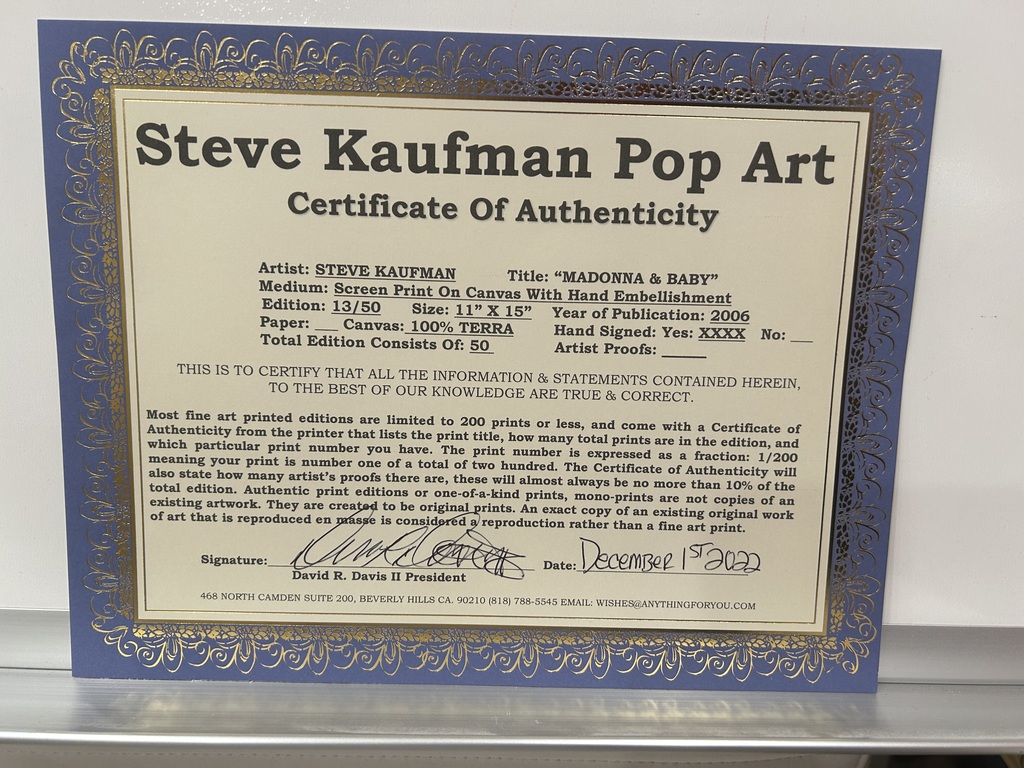 Steve Kaufman Pop Art
Certificate Of Authenticity
Artist: STEVE KAUFMAN Title: "MADONNA & BABY"
Medium: Screen Print On Canvas With Hand Embellishment
Edition: 13/50 Size: 11" X 15" Year of Publication: 2006
Paper: ___ Canvas: 100% TERRA Hand Signed: Yes: XXXX No: ___
Total Edition Consists Of: 50 Artist Proofs: ______
THIS IS TO CERTIFY THAT ALL THE INFORMATION & STATEMENTS CONTAINED HEREIN,
TO THE BEST OF OUR KNOWLEDGE ARE TRUE & CORRECT.
Most fine art printed editions are limited to 200 prints or less, and come with a Certificate of
Authenticity from the printer that lists the print title, how many total prints are in the edition, and
which particular print number you have. The print number is expressed as a fraction: 1/200
meaning your print is number one of a total of two hundred. The Certificate of Authenticity will
also state how many artist's proofs there are, these will almost always be no more than 10% of the
total edition. Authentic print editions or one-of-a-kind prints, mono-prints are not copies of an
existing artwork. They are created to be original prints. An exact copy of an existing original work
of art that is reproduced en masse is considered a reproduction rather than a fine art print.
Signature: Date: December 1st 2022
David R. Davis II President
468 NORTH CAMDEN SUITE 200, BEVERLY HILLS CA. 90210 (818) 788-5545 EMAIL: WISHES@ANYTHINGFORYOU.COM